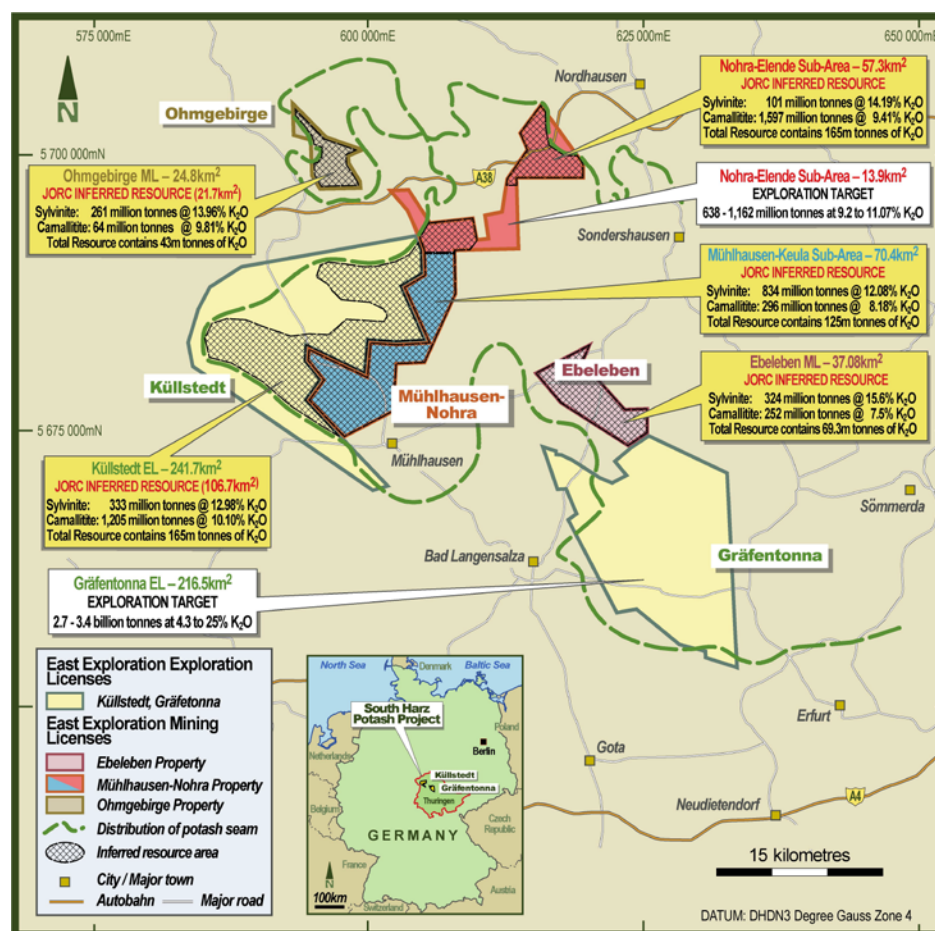 575 000mE
600 000mE
625 000mE
650 000mE
N
Nordhausen
Ohmgebirge
Nohra-Elende Sub-Area – 57.3km²
JORC INFERRED RESOURCE
Sylvinite: 101 million tonnes @ 14.19% K₂O
Carnallitite: 1,597 million tonnes @ 9.41% K₂O
Total Resource contains 165m tonnes of K₂O
5 700 000mN
Ohmgebirge ML – 24.8km²
JORC INFERRED RESOURCE (21.7km²)
Sylvinite: 261 million tonnes @ 13.96% K₂O
Carnallitite: 64 million tonnes @ 9.81% K₂O
Total Resource contains 43m tonnes of K₂O
A38
Nohra-Elende Sub-Area – 13.9km²
EXPLORATION TARGET
638 - 1,162 million tonnes at 9.2 to 11.07% K₂O
Sondershausen
Mühlhausen-Keula Sub-Area – 70.4km²
JORC INFERRED RESOURCE
Sylvinite: 834 million tonnes @ 12.08% K₂O
Carnallitite: 296 million tonnes @ 8.18% K₂O
Total Resource contains 125m tonnes of K₂O
Küllstedt
Mühlhausen-
Nohra
Ebeleben
Ebeleben ML – 37.08km²
JORC INFERRED RESOURCE
Sylvinite: 324 million tonnes @ 15.6% K₂O
Carnallitite: 252 million tonnes @ 7.5% K₂O
Total Resource contains 69.3m tonnes of K₂O
5 675 000mN
Mühlhausen
Küllstedt EL – 241.7km²
JORC INFERRED RESOURCE (106.7km²)
Sylvinite: 333 million tonnes @ 12.98% K₂O
Carnallitite: 1,205 million tonnes @ 10.10% K₂O
Total Resource contains 165m tonnes of K₂O
Sömmerda
Bad Langensalza
Gräfentonna
Gräfentonna EL – 216.5km²
EXPLORATION TARGET
2.7 - 3.4 billion tonnes at 4.3 to 25% K₂O
East Exploration Exploration
Licenses
Küllstedt, Gräfetonna
East Exploration Mining
Licenses
Ebeleben Property
Mühlhausen-Nohra Property
Ohmgebirge Property
Distribution of potash seam
Inferred resource area
City / Major town
Autobahn
Major road
North Sea
Denmark
Baltic Sea
South Harz
Potash Project
Poland
Berlin
Netherlands
Küllstedt
Gräfentonna
Thuringen
Belgium
GERMANY
Czech
Republic
France
N
100km
Austria
Switzerland
Erfurt
Gota
Neudietendorf
A4
15 kilometres
DATUM: DHDN3 Degree Gauss Zone 4